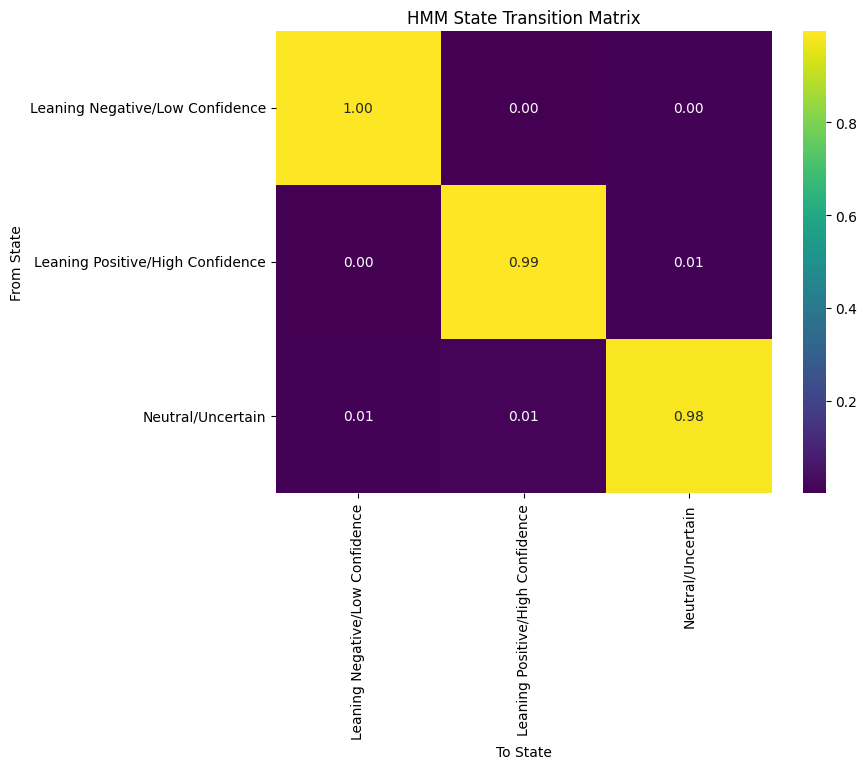 HMM State Transition Matrix
From State
Leaning Negative/Low Confidence
1.00 0.00 0.00
Leaning Positive/High Confidence
0.00 0.99 0.01
Neutral/Uncertain
0.01 0.01 0.98
0.8
0.6
0.4
0.2
Leaning Negative/Low Confidence
Leaning Positive/High Confidence
Neutral/Uncertain
To State